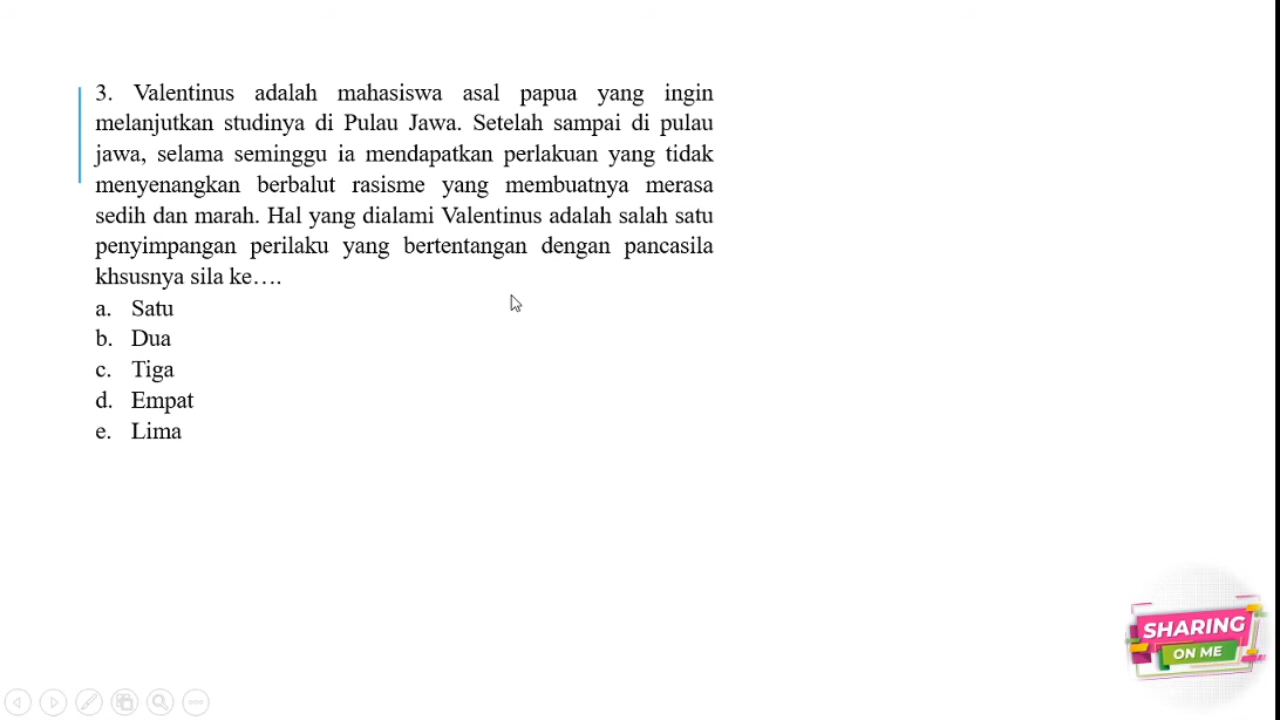 3. Valentinus adalah mahasiswa asal papua yang ingin
melanjutkan studinya di Pulau Jawa. Setelah sampai di pulau
jawa, selama seminggu ia mendapatkan perlakuan yang tidak
menyenangkan berbalut rasisme yang membuatnya merasa
sedih dan marah. Hal yang dialami Valentinus adalah salah satu
penyimpangan perilaku yang bertentangan dengan pancasila
khsusnya sila ke....
a. Satu
b. Dua
c. Tiga
d. Empat
e. Lima
SHARING
ON ME